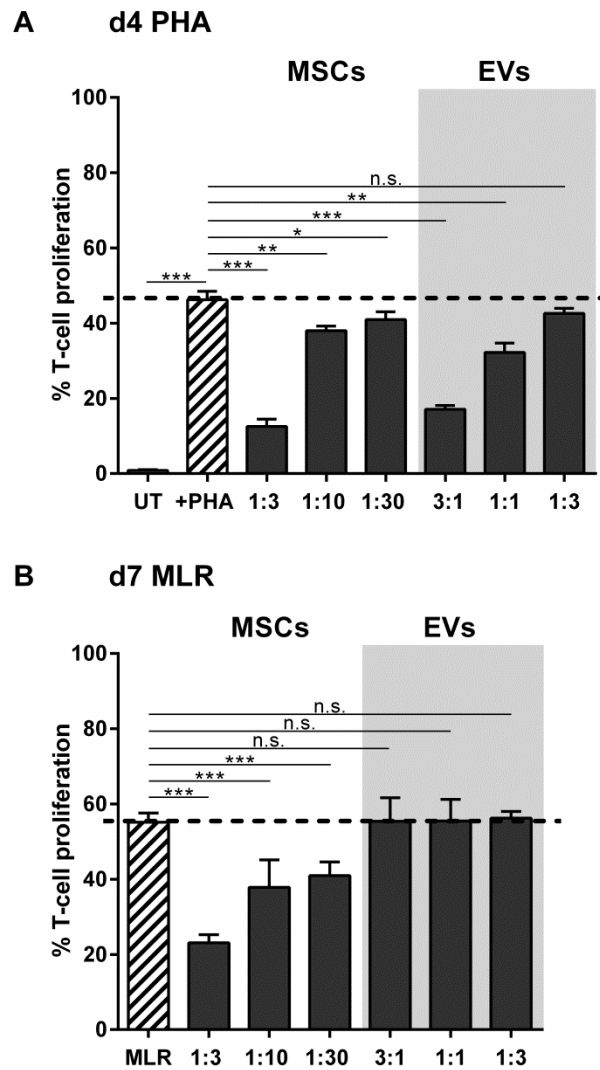 A d4 PHA
MSCs EVs
% T-cell proliferation
100
80
60
40
20
0
n.s.
**
***
*
**
*** ***
UT +PHA 1:3 1:10 1:30 3:1 1:1 1:3
B d7 MLR
MSCs EVs
% T-cell proliferation
100
80
60
40
20
0
n.s.
n.s.
n.s.
***
***
***
MLR 1:3 1:10 1:30 3:1 1:1 1:3